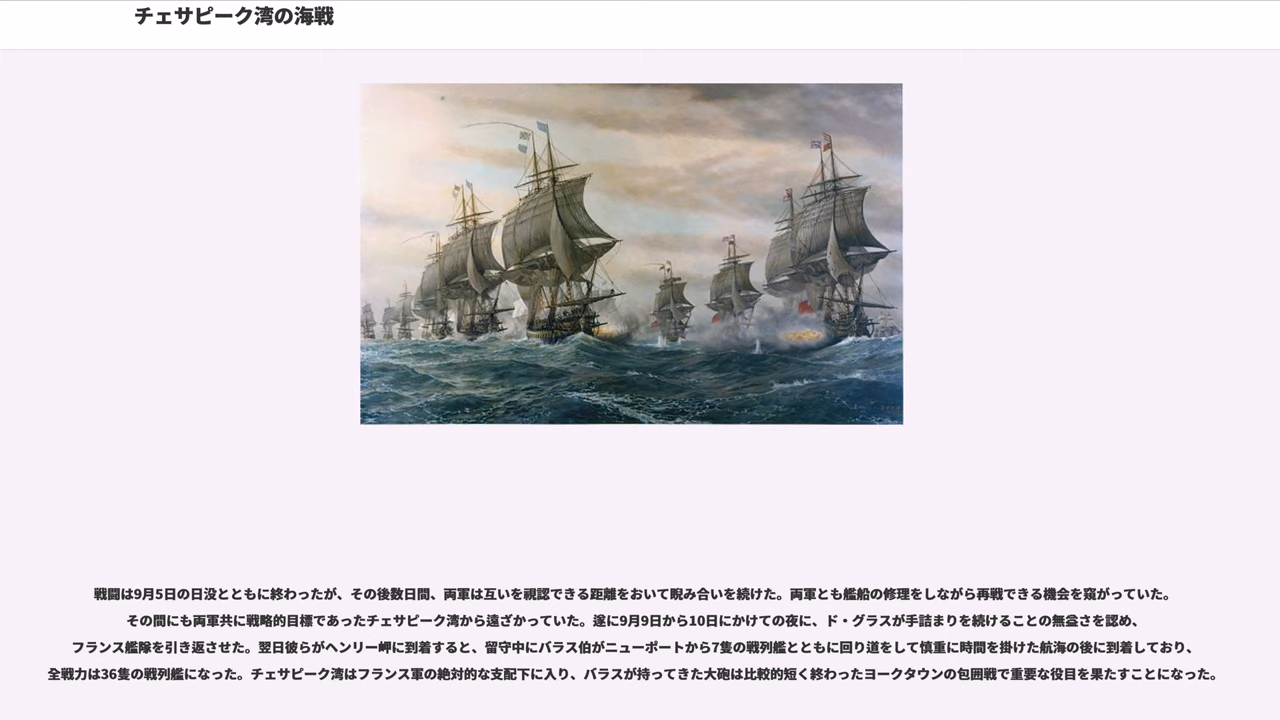 チェサピーク湾の海戦
戦闘は9月5日の日没とともに終わったが、その後数日間、両軍は互いを視認できる距離をおいて睨み合いを続けた。両軍とも艦船の修理をしながら再戦できる機会を窺がっていた。
その間にも両軍共に戦略的目標であったチェサピーク湾から遠ざかっていた。遂に9月9日から10日にかけての夜に、ド・グラスが手詰まりを続けることの無益さを認め、
フランス艦隊を引き返させた。翌日彼らがヘンリー岬に到着すると、留守中にバラス伯がニューポートから7隻の戦列艦とともに回り道をして慎重に時間を掛けた航海の後に到着しており、
全戦力は36隻の戦列艦になった。チェサピーク湾はフランス軍の絶対的な支配下に入り、バラスが持ってきた大砲は比較的短く終わったヨークタウンの包囲戦で重要な役目を果たすことになった。